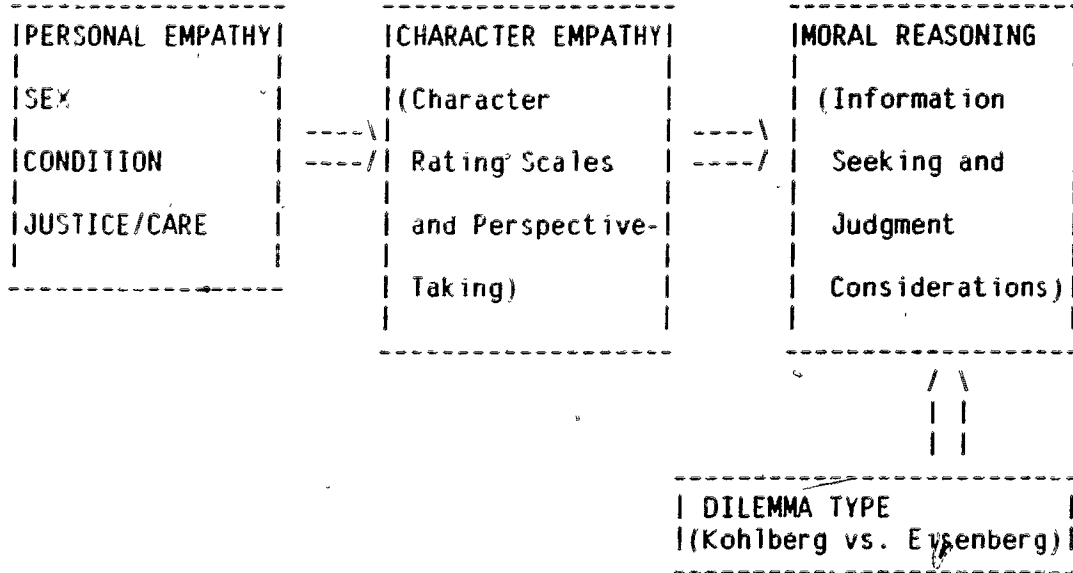 PERSONAL EMPATHY
SEX
CONDITION
JUSTICE/CARE
CHARACTER EMPATHY
(Character
Rating Scales
and Perspective-
Taking)
MORAL REASONING
(Information
Seeking and
Judgment
Considerations)
DILEMMA TYPE
(Kohlberg vs. Eisenberg)